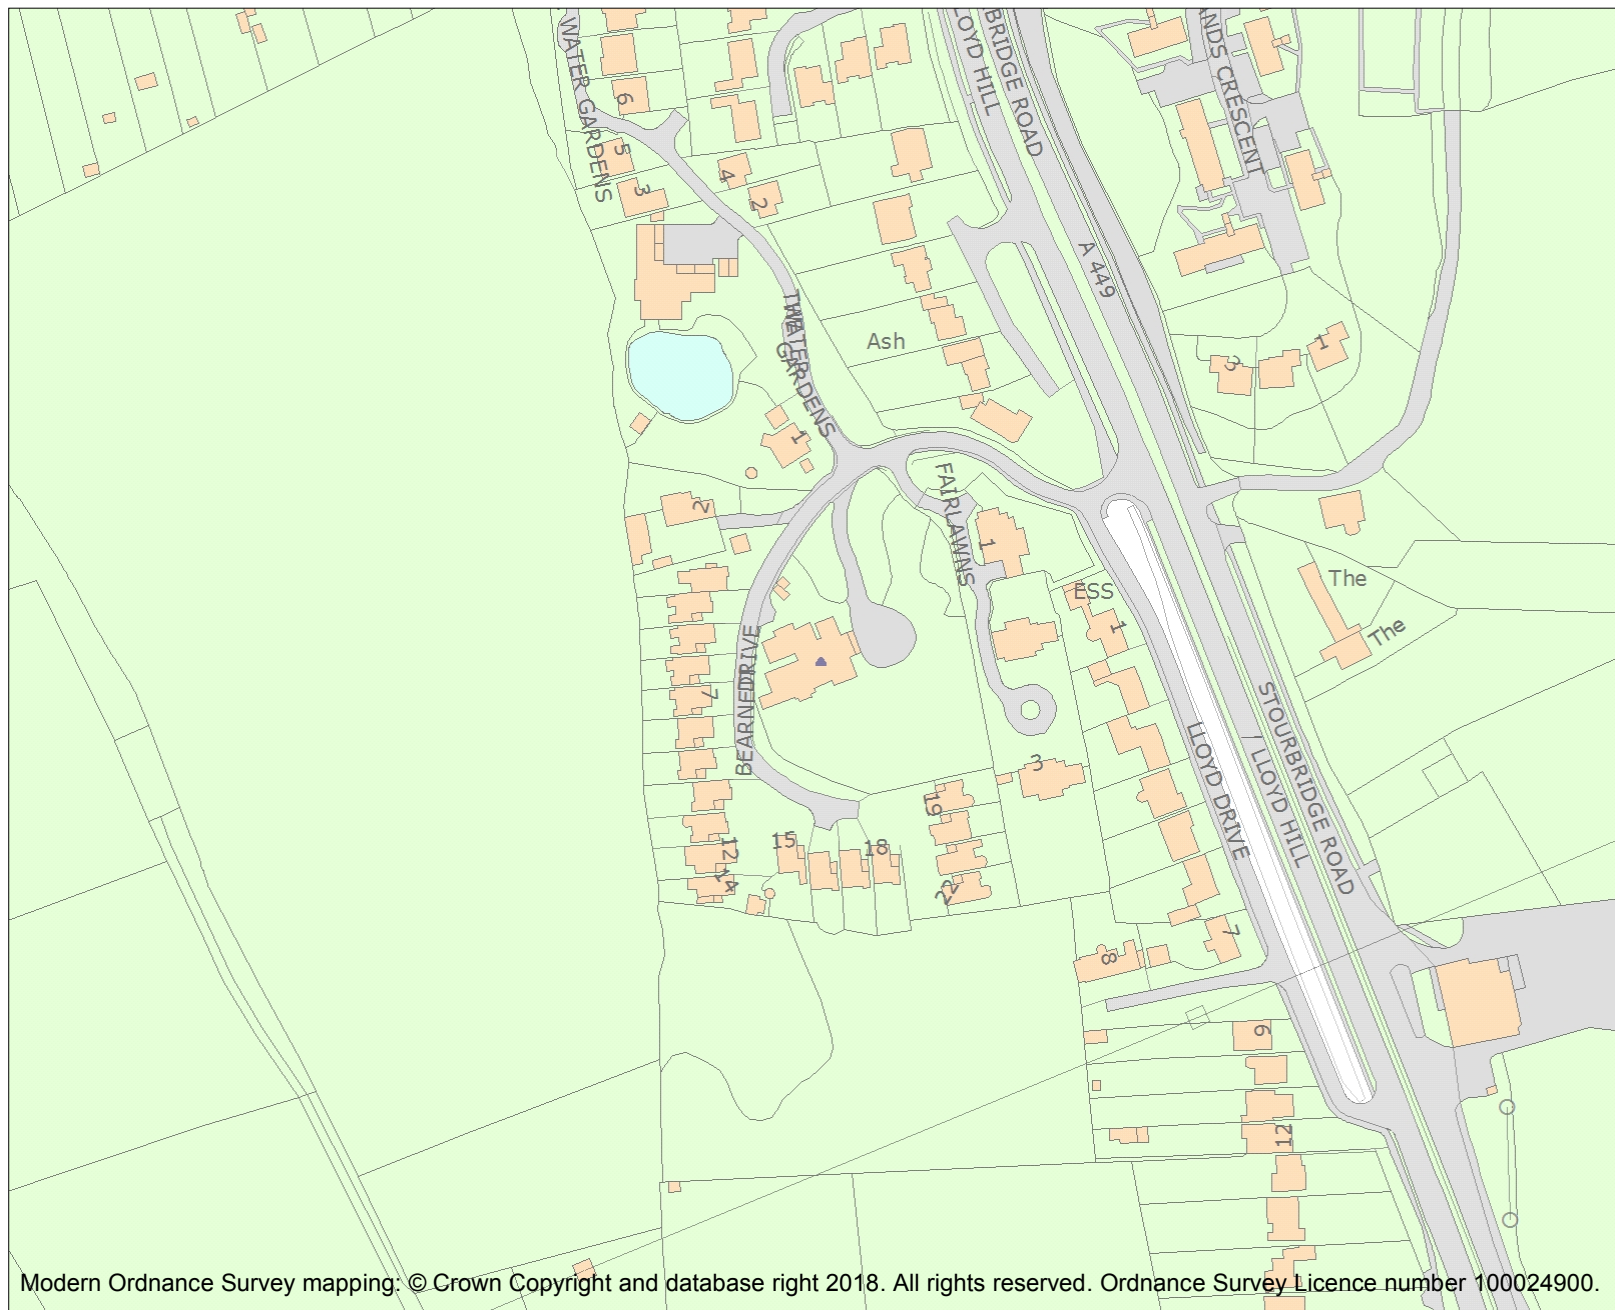 WATER GARDENS
LLOYD HILL
BRIDGE ROAD
ANDS CRESCENT
6
5
3
4
2
A 449
THE
WATER
GARDENS
Ash
1
3
1
2
FAIRLAWNS
1
ESS
1
The
The
BEARNE DRIVE
7
STOURBRIDGE ROAD
LLOYD DRIVE
/ LLOYD HILL
3
19
15
18
12
14
22
7
8
9
12
Modern Ordnance Survey mapping: © Crown Copyright and database right 2018. All rights reserved. Ordnance Survey Licence number 100024900.